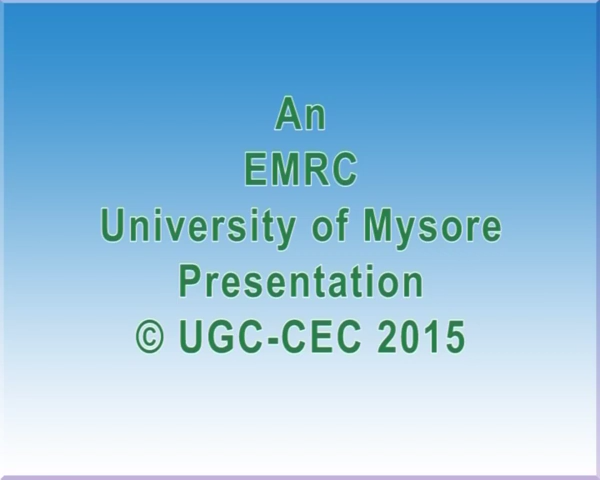 An
EMRC
University of Mysore
Presentation
© UGC-CEC 2015